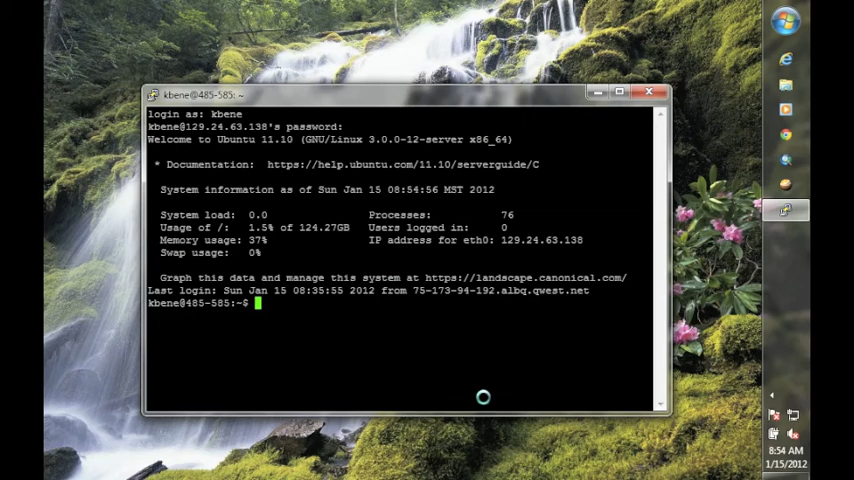 kbene@485-585: ~
login as: kbene
kbene@129.24.63.138's password:
Welcome to Ubuntu 11.10 (GNU/Linux 3.0.0-12-server x86_64)
* Documentation: https://help.ubuntu.com/11.10/serverguide/C
System information as of Sun Jan 15 08:54:56 MST 2012
System load: 0.0 Processes: 76
Usage of /: 1.5% of 124.27GB Users logged in: 0
Memory usage: 37% IP address for eth0: 129.24.63.138
Swap usage: 0%
Graph this data and manage this system at https://landscape.canonical.com/
Last login: Sun Jan 15 08:35:55 2012 from 75-173-94-192.albq.qwest.net
kbene@485-585:~$
8:54 AM
1/15/2012